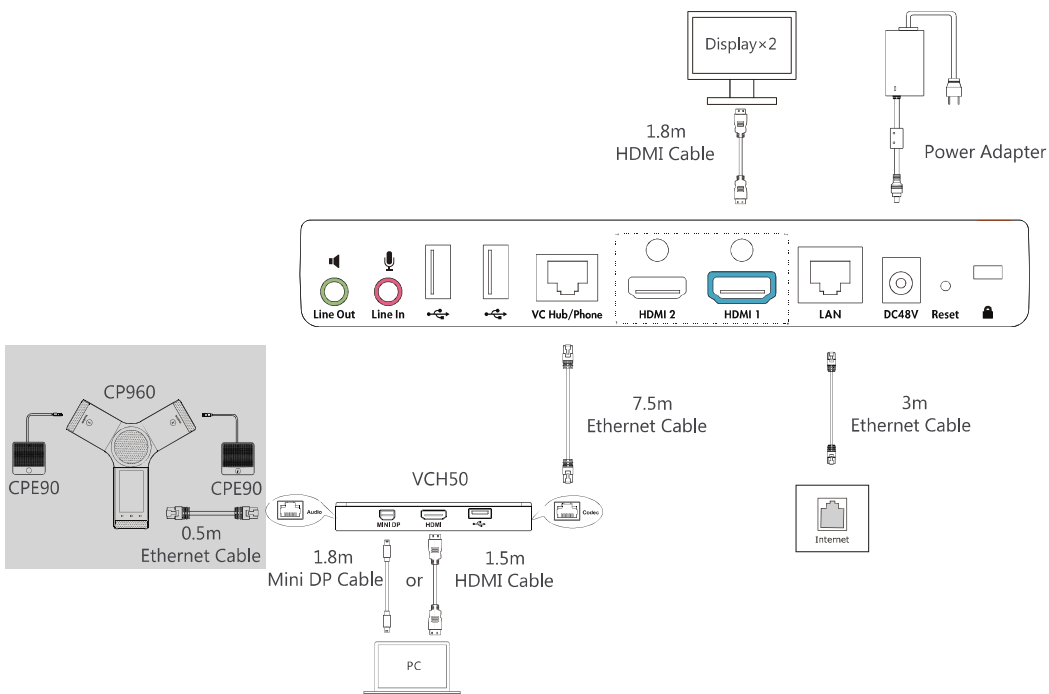 Display×2
1.8m
HDMI Cable
Power Adapter
Line Out
Line In
VC Hub/Phone
HDMI 2
HDMI 1
LAN
DC48V
Reset
CP960
CPE90
CPE90
0.5m
Ethernet Cable
7.5m
Ethernet Cable
3m
Ethernet Cable
VCH50
Audio
MINI DP
HDMI
Codec
1.8m
Mini DP Cable
or
1.5m
HDMI Cable
Internet
PC